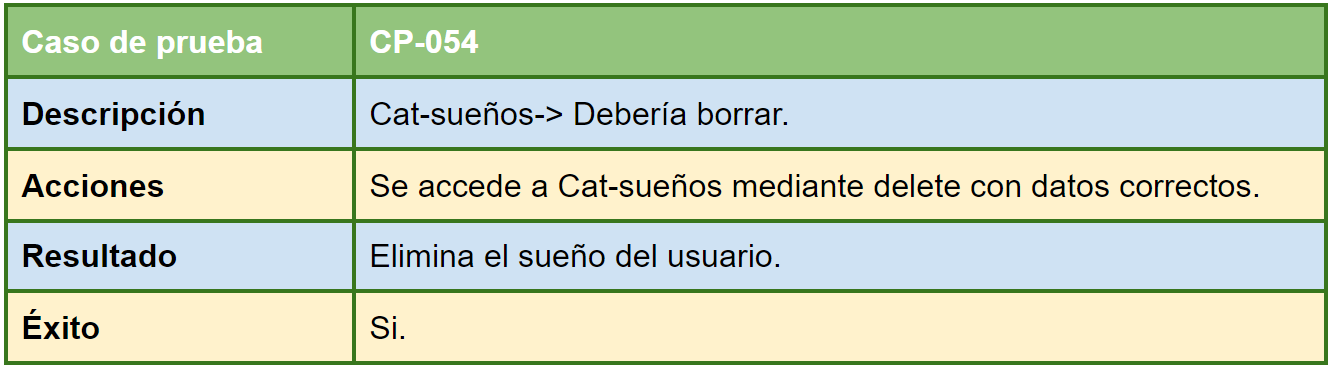 Caso de prueba CP-054
Descripción Cat-sueños-> Debería borrar.
Acciones Se accede a Cat-sueños mediante delete con datos correctos.
Resultado Elimina el sueño del usuario.
Éxito Si.